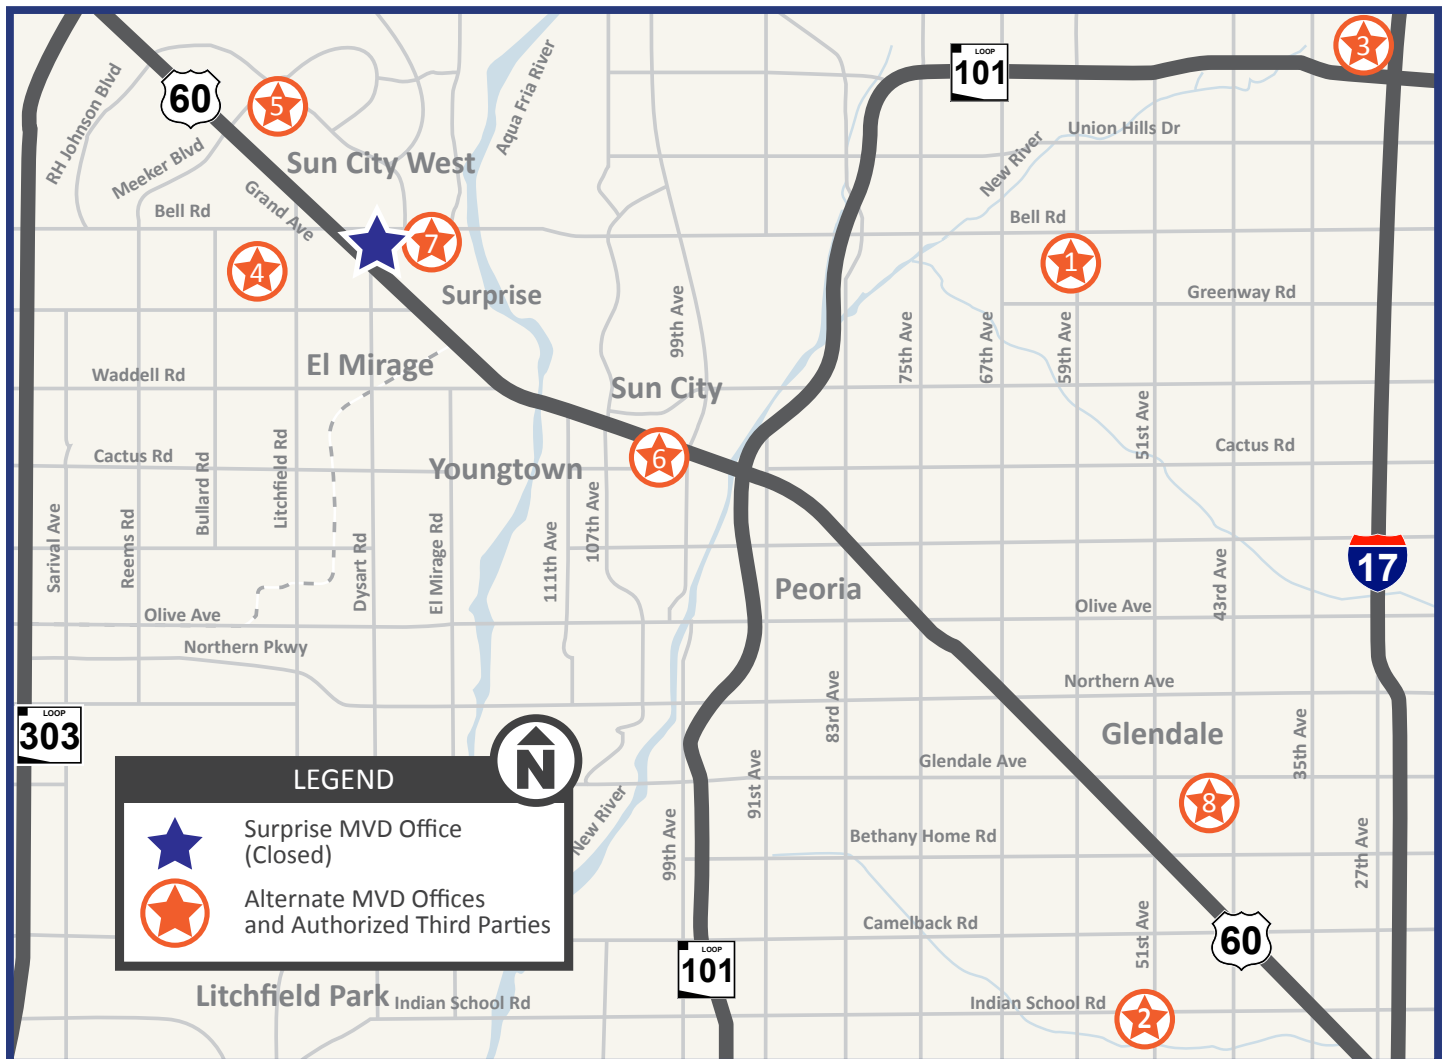 3
LOOP
101
60
5
RH Johnson Blvd
Aqua Fria River
Union Hills Dr
New River
Meeker Blvd
Sun City West
Grand Ave
Bell Rd
Bell Rd
7
1
4
Surprise
Greenway Rd
99th Ave
75th Ave
67th Ave
59th Ave
El Mirage
Waddell Rd
Sun City
51st Ave
Cactus Rd
Cactus Rd
6
Youngtown
Bullard Rd
Litchfield Rd
Sarival Ave
Reems Rd
Dysart Rd
El Mirage Rd
111th Ave
107th Ave
17
43rd Ave
Peoria
Olive Ave
Olive Ave
Northern Pkwy
Northern Ave
83rd Ave
LOOP
303
Glendale
35th Ave
N
Glendale Ave
91st Ave
LEGEND
8
New River
99th Ave
Bethany Home Rd
27th Ave
Surprise MVD Office
(Closed)
Alternate MVD Offices
and Authorized Third Parties
Camelback Rd
51st Ave
60
LOOP
101
Litchfield Park
Indian School Rd
Indian School Rd
2